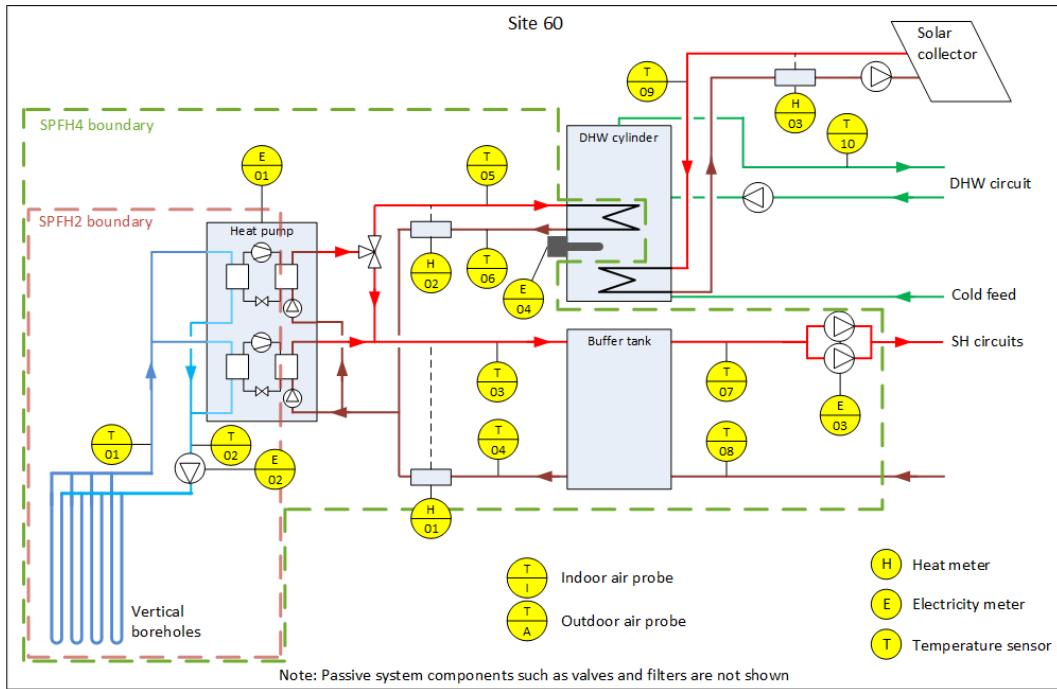 Site 60
Solar
collector
T
09
H
03
SPFH4 boundary
DHW cylinder
T
10
E
01
T
05
DHW circuit
SPFH2 boundary
Heat pump
H
02
T
06
E
04
Cold feed
Buffer tank
SH circuits
T
03
T
07
E
03
T
01
T
02
T
04
T
08
E
02
H
01
T
I
Indoor air probe
H
Heat meter
T
A
Outdoor air probe
E
Electricity meter
Vertical
boreholes
T
Temperature sensor
Note: Passive system components such as valves and filters are not shown